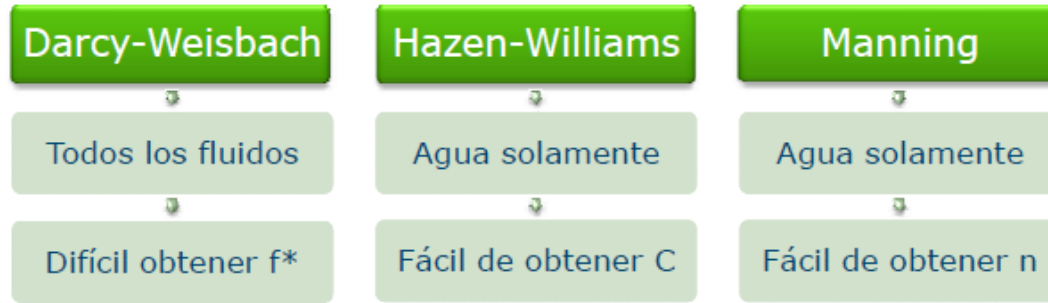 Darcy-Weisbach
Todos los fluidos
Difícil obtener f*
Hazen-Williams
Agua solamente
Fácil de obtener C
Manning
Agua solamente
Fácil de obtener n